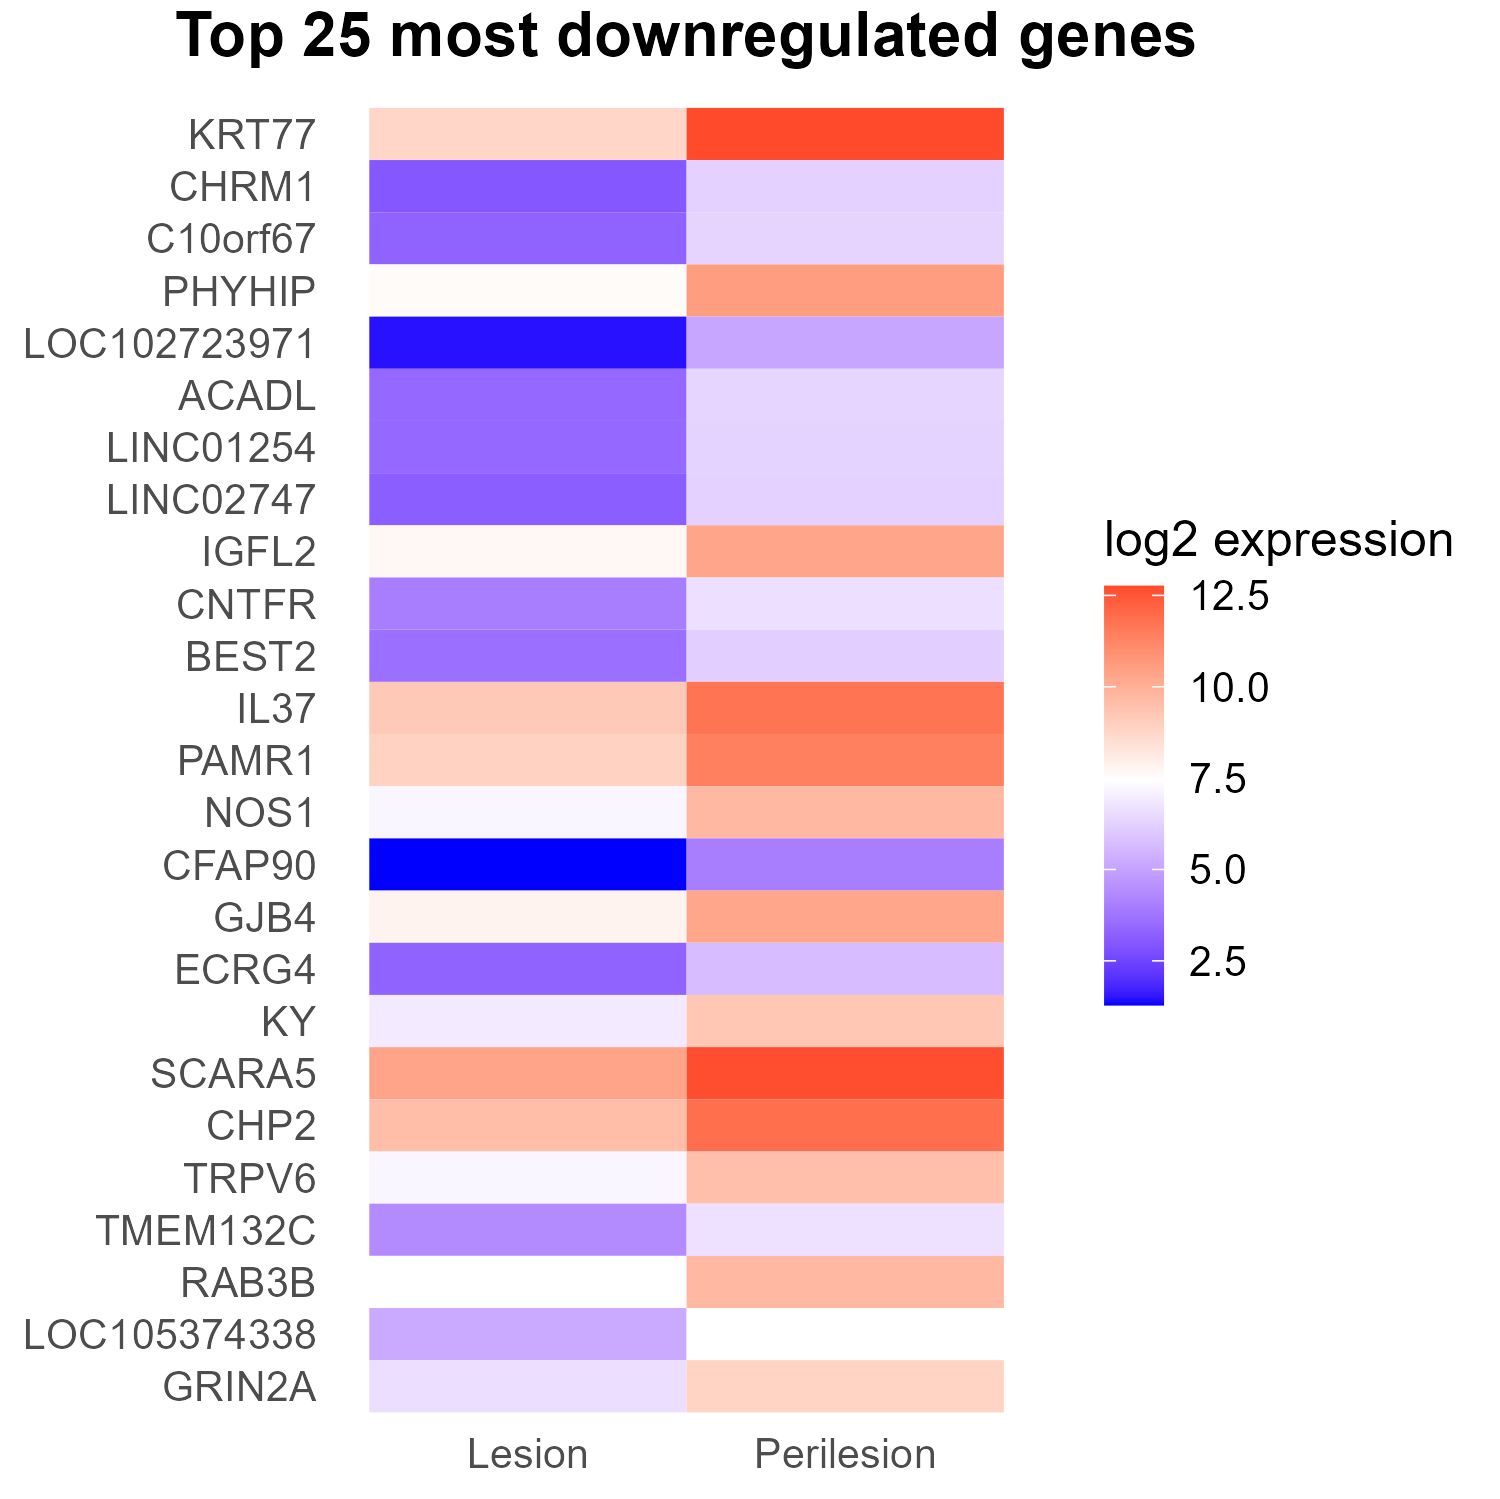 Top 25 most downregulated genes
KRT77
CHRM1
C10orf67
PHYHIP
LOC102723971
ACADL
LINC01254
LINC02747
IGFL2
CNTFR
BEST2
IL37
PAMR1
NOS1
CFAP90
GJB4
ECRG4
KY
SCARA5
CHP2
TRPV6
TMEM132C
RAB3B
LOC105374338
GRIN2A
Lesion Perilesion
log2 expression
12.5
10.0
7.5
5.0
2.5